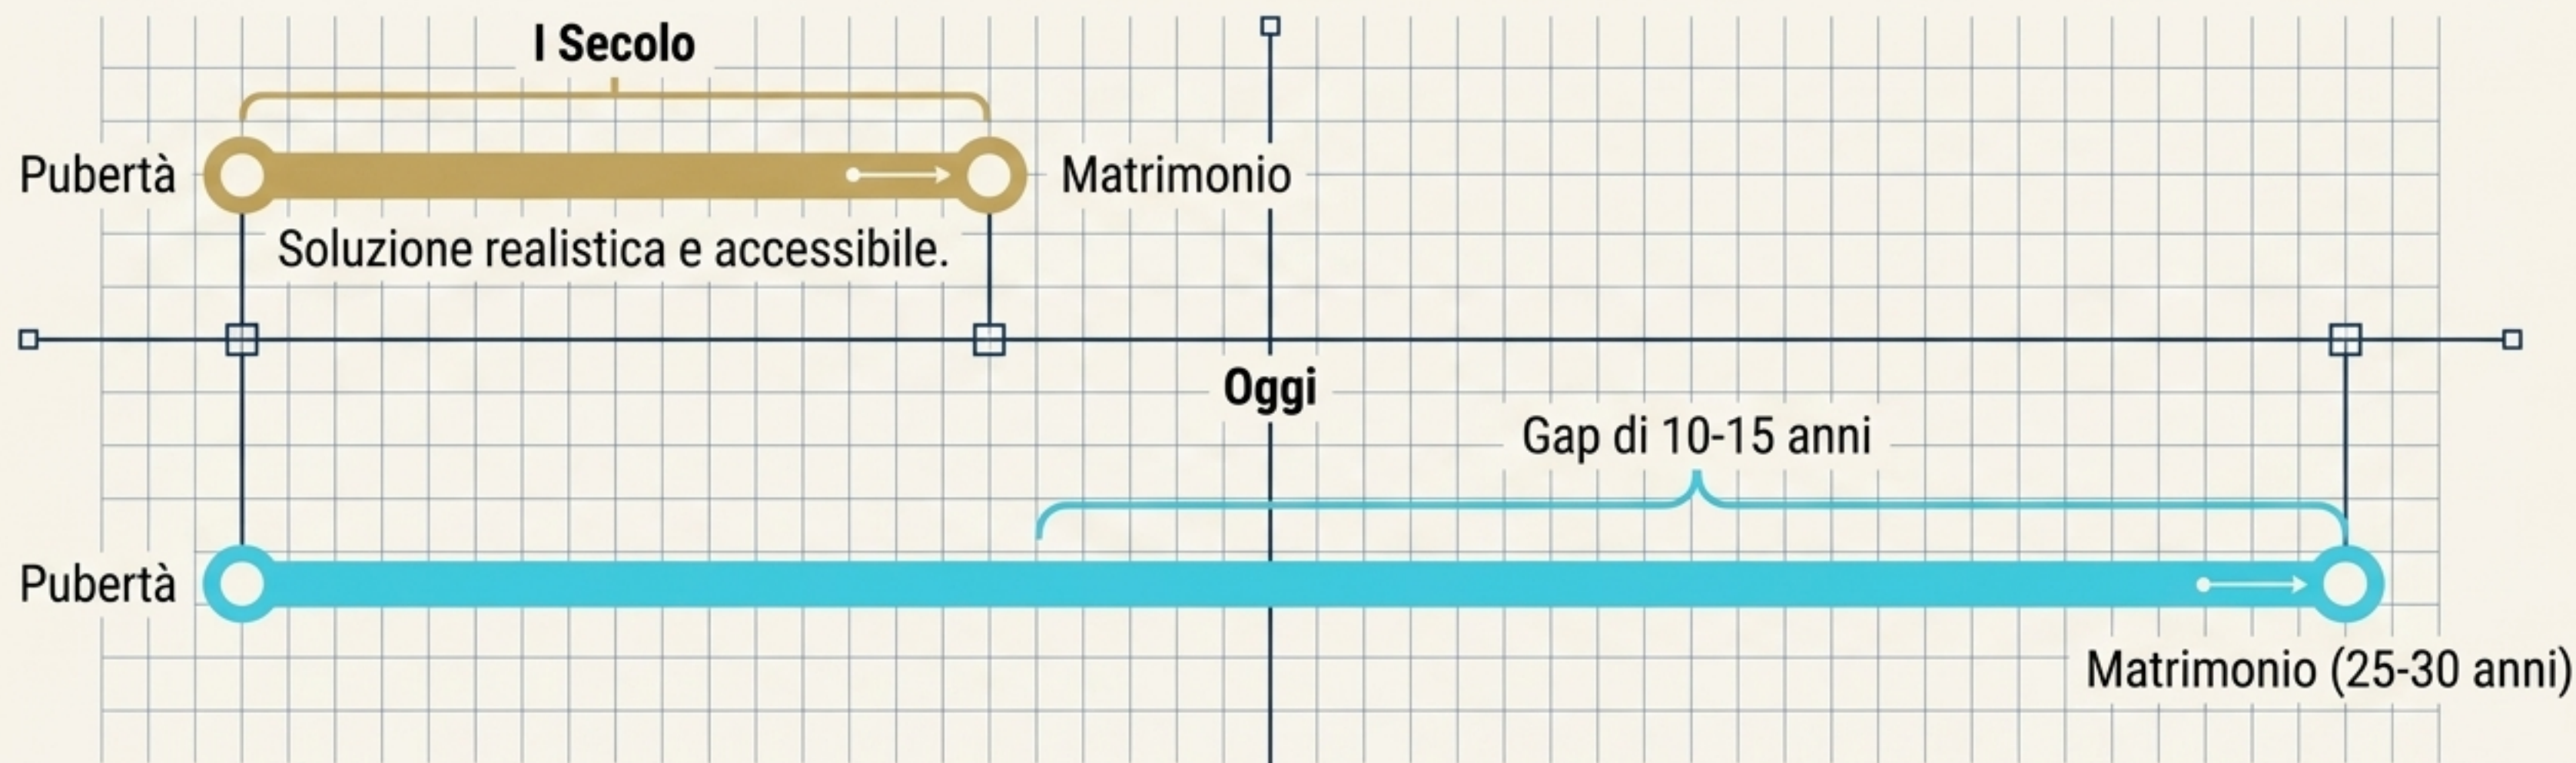 I Secolo
Pubertà
Matrimonio
Soluzione realistica e accessibile.
Oggi
Gap di 10-15 anni
Pubertà
Matrimonio (25-30 anni)